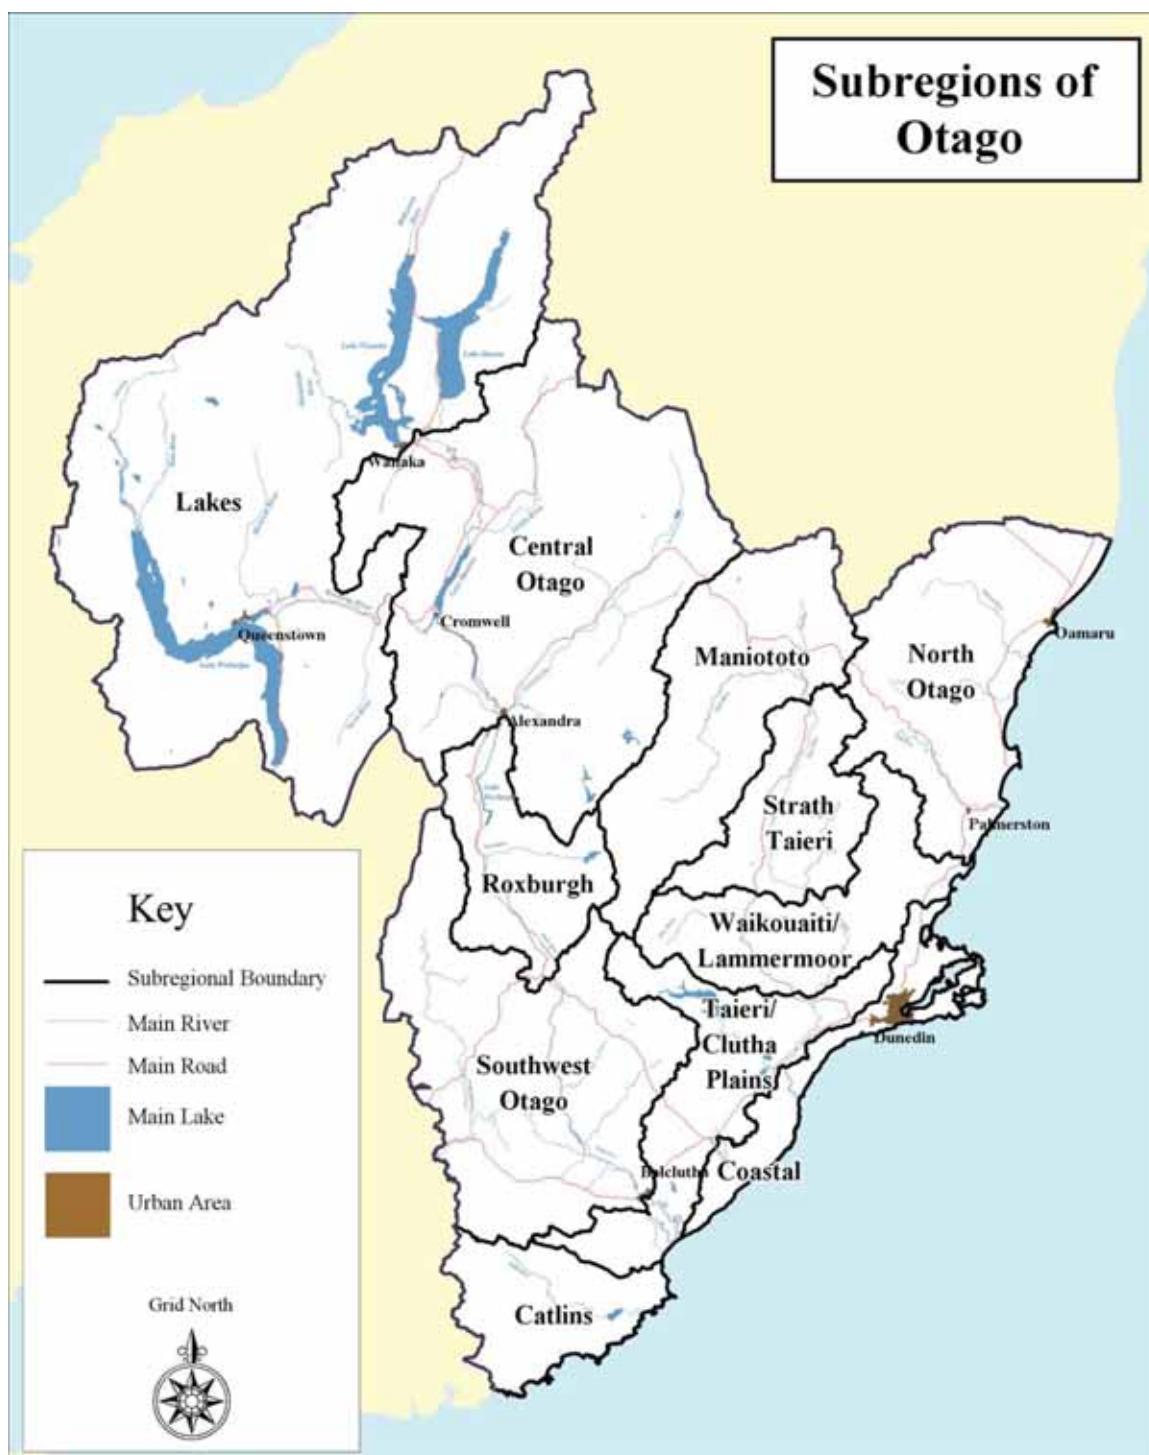 Subregions of
Otago
Lakes
Wanaka
Central
Otago
Cromwell
Queenstown
Oamaru
Maniototo
North
Otago
Alexandra
Strath
Taieri
Palmerston
Roxburgh
Waikouaiti/
Lammermoor
Taieri/
Clutha
Plains
Dunedin
Southwest
Otago
Balclutha
Coastal
Catlins
Key
Subregional Boundary
Main River
Main Road
Main Lake
Urban Area
Grid North